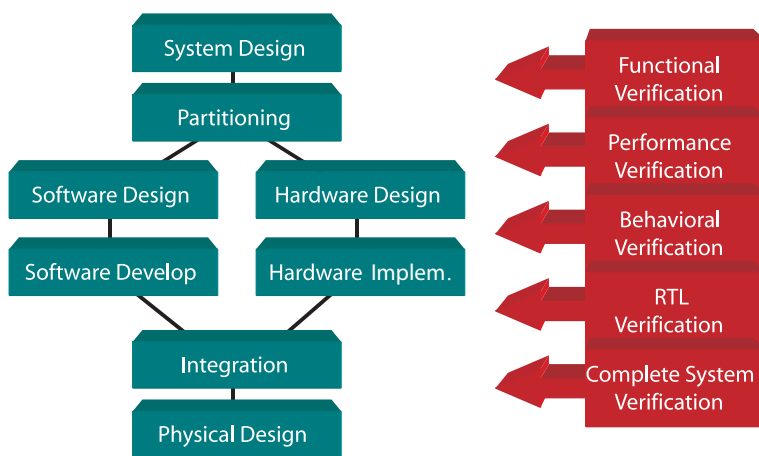 System Design
Partitioning
Software Design
Hardware Design
Software Develop
Hardware Implem.
Integration
Physical Design
Functional
Verification
Performance
Verification
Behavioral
Verification
RTL
Verification
Complete System
Verification